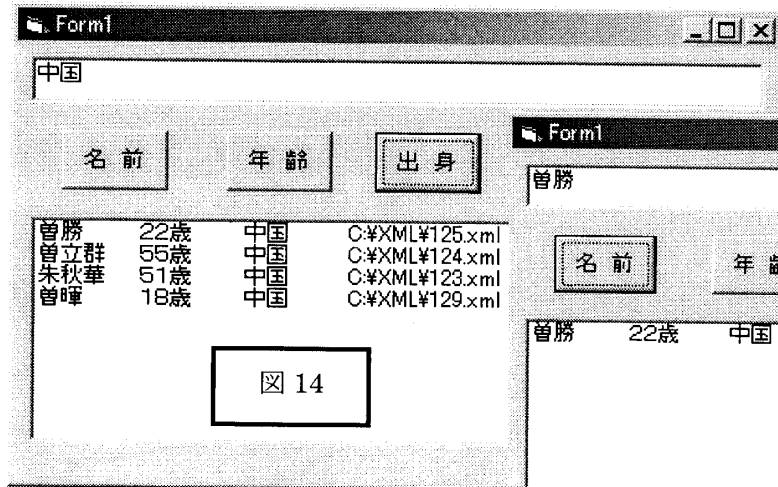 Form1
中国
名前 年齢 出身
曽勝 22歳 中国 C:¥XML¥125.xml
曽立群 55歳 中国 C:¥XML¥124.xml
朱秋華 51歳 中国 C:¥XML¥123.xml
曽暉 18歳 中国 C:¥XML¥129.xml
図 14
Form1
曽勝
名前 年
曽勝 22歳 中国